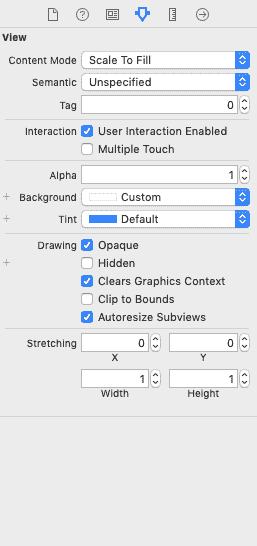 View
Content Mode Scale To Fill
Semantic Unspecified
Tag 0
Interaction User Interaction Enabled
Multiple Touch
Alpha 1
+ Background Custom
+ Tint Default
Drawing Opaque
+ Hidden
Clears Graphics Context
Clip to Bounds
Autoresize Subviews
Stretching 0 0
X Y
1 1
Width Height